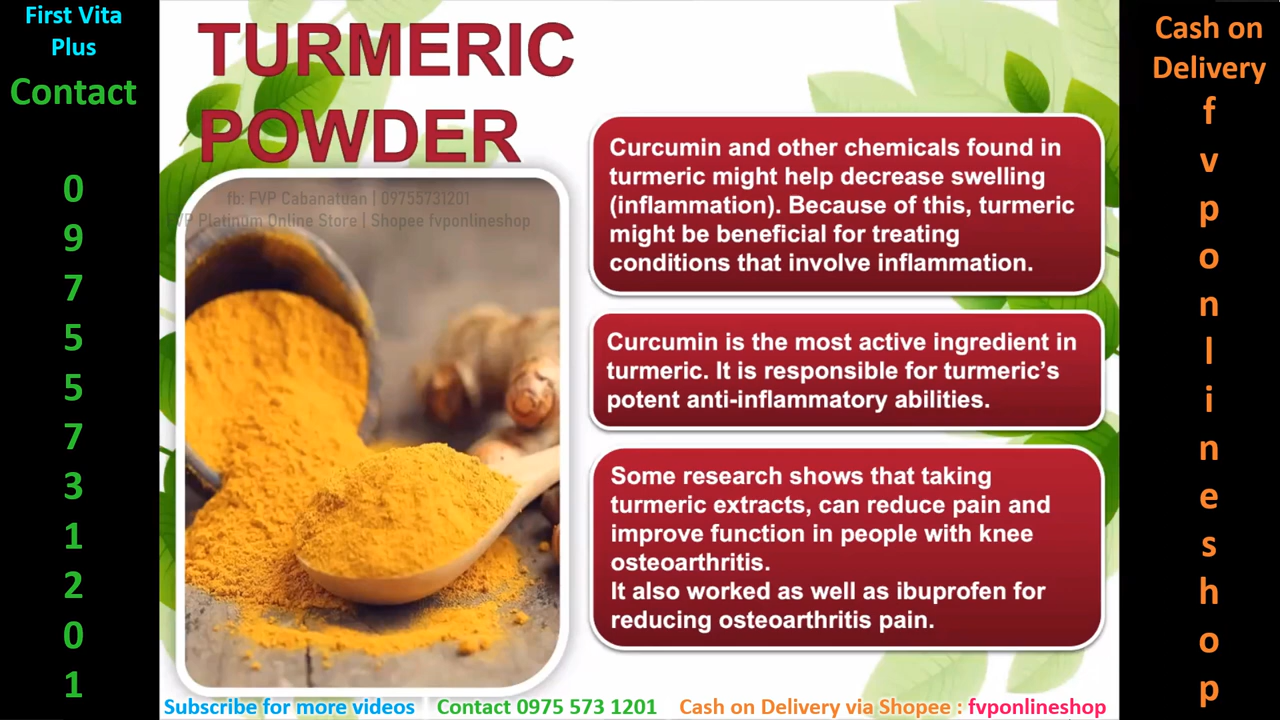 First Vita
Plus
Contact
0
9
7
5
5
7
3
1
2
0
1
TURMERIC
POWDER
fb: FVP Cabanatuan | 09755731201
FVP Platinum Online Store | Shopee fvponlineshop
Curcumin and other chemicals found in
turmeric might help decrease swelling
(inflammation). Because of this, turmeric
might be beneficial for treating
conditions that involve inflammation.
Curcumin is the most active ingredient in
turmeric. It is responsible for turmeric’s
potent anti-inflammatory abilities.
Some research shows that taking
turmeric extracts, can reduce pain and
improve function in people with knee
osteoarthritis.
It also worked as well as ibuprofen for
reducing osteoarthritis pain.
Cash on
Delivery
f
v
p
o
n
l
i
n
e
s
h
o
p
Subscribe for more videos Contact 0975 573 1201 Cash on Delivery via Shopee : fvponlineshop